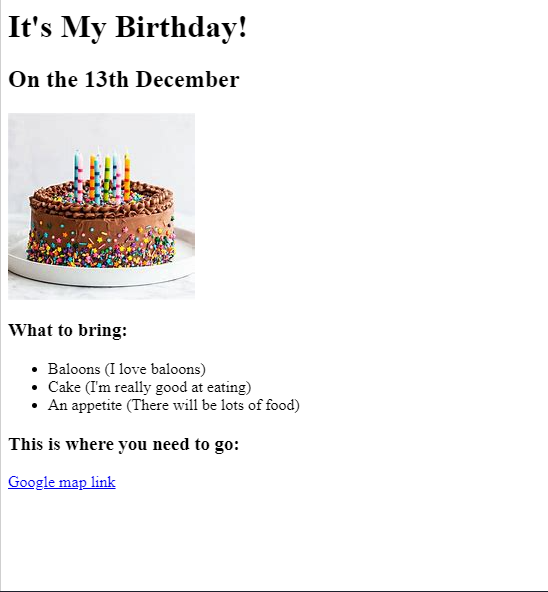 It's My Birthday!
On the 13th December
What to bring:
Baloons (I love baloons)
Cake (I'm really good at eating)
An appetite (There will be lots of food)
This is where you need to go:
Google map link